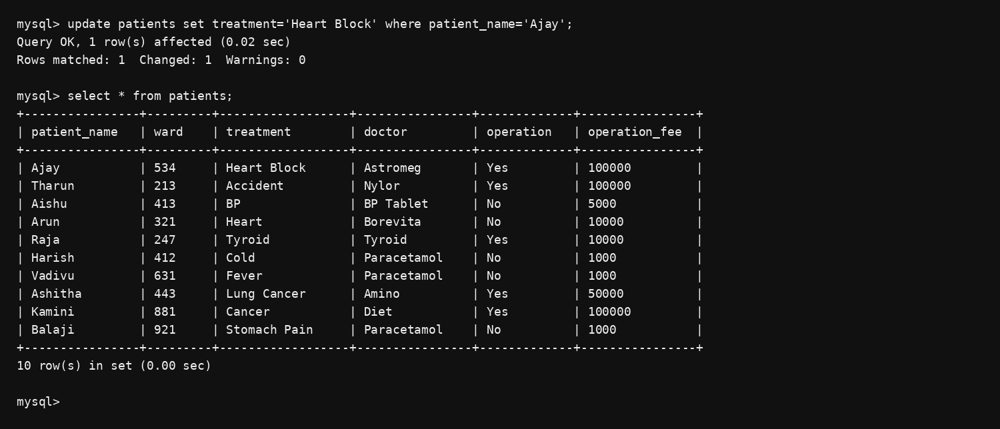 mysql> update patients set treatment='Heart Block' where patient_name='Ajay';
Query OK, 1 row(s) affected (0.02 sec)
Rows matched: 1  Changed: 1  Warnings: 0

mysql> select * from patients;
+----------------+---------+------------------+----------------+-------------+----------------+
| patient_name   | ward    | treatment        | doctor         | operation   | operation_fee  |
+----------------+---------+------------------+----------------+-------------+----------------+
| Ajay           | 534     | Heart Block      | Astromeg       | Yes         | 100000         |
| Tharun         | 213     | Accident         | Nylor          | Yes         | 100000         |
| Aishu          | 413     | BP               | BP Tablet      | No          | 5000           |
| Arun           | 321     | Heart            | Borevita       | No          | 10000          |
| Raja           | 247     | Tyroid           | Tyroid         | Yes         | 10000          |
| Harish         | 412     | Cold             | Paracetamol    | No          | 1000           |
| Vadivu         | 631     | Fever            | Paracetamol    | No          | 1000           |
| Ashitha        | 443     | Lung Cancer      | Amino          | Yes         | 50000          |
| Kamini         | 881     | Cancer           | Diet           | Yes         | 100000         |
| Balaji         | 921     | Stomach Pain     | Paracetamol    | No          | 1000           |
+----------------+---------+------------------+----------------+-------------+----------------+
10 row(s) in set (0.00 sec)

mysql>